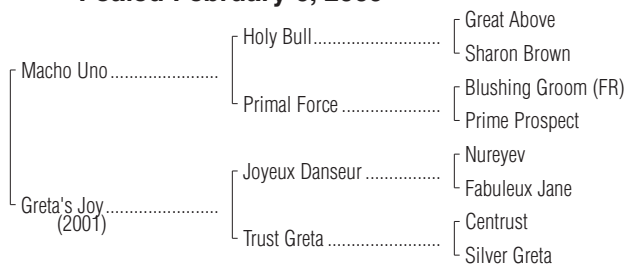 Foaled February
Great Above
Holy Bull
Sharon Brown
Macho Uno
Blushing Groom (FR)
Primal Force
Prime Prospect
Nureyev
Joyeux Danseur
Fabuleux Jane
Greta's Joy
(2001)
Centrust
Trust Greta
Silver Greta